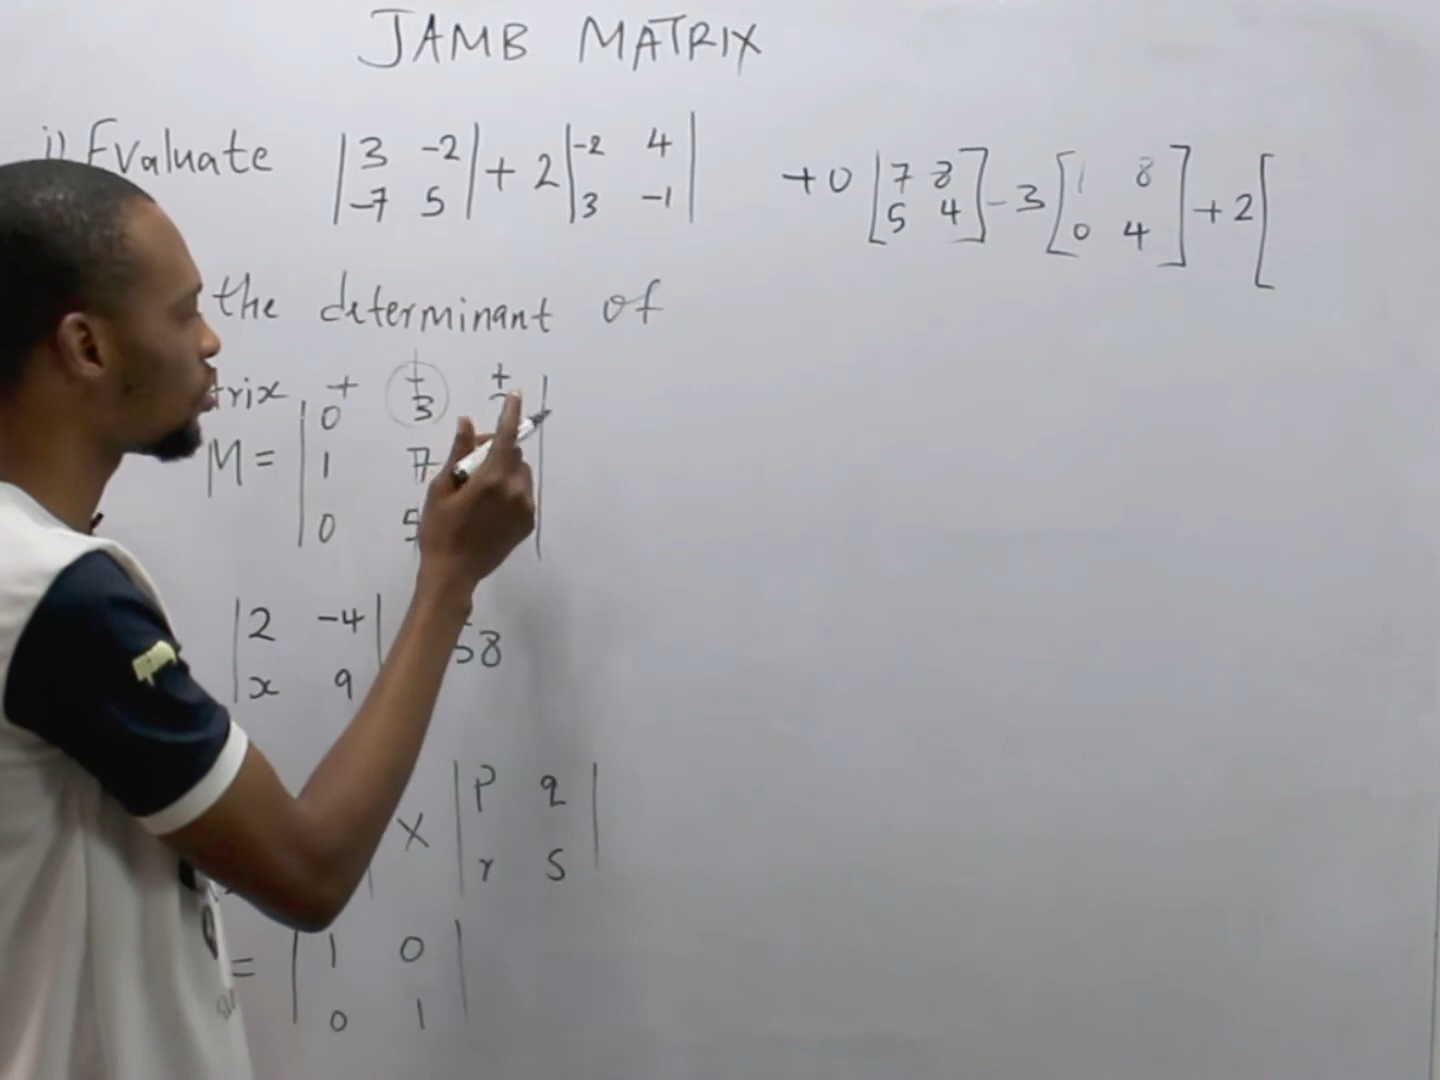 JAMB MATRIX
i) Evaluate | 3 -2 | + 2 | -2 4 |
| -7 5 | | 3 -1 |
the determinant of
trix + +
M = | 0 3 |
| 1 7 |
| 0 5 |
| 2 -4 | 58
| x 9 |
X | p q |
| r s |
= | 1 0 |
| 0 1 |
+0 [ 7 8 ] - 3 [ 1 8 ] + 2 [
[ 5 4 ] [ 0 4 ]